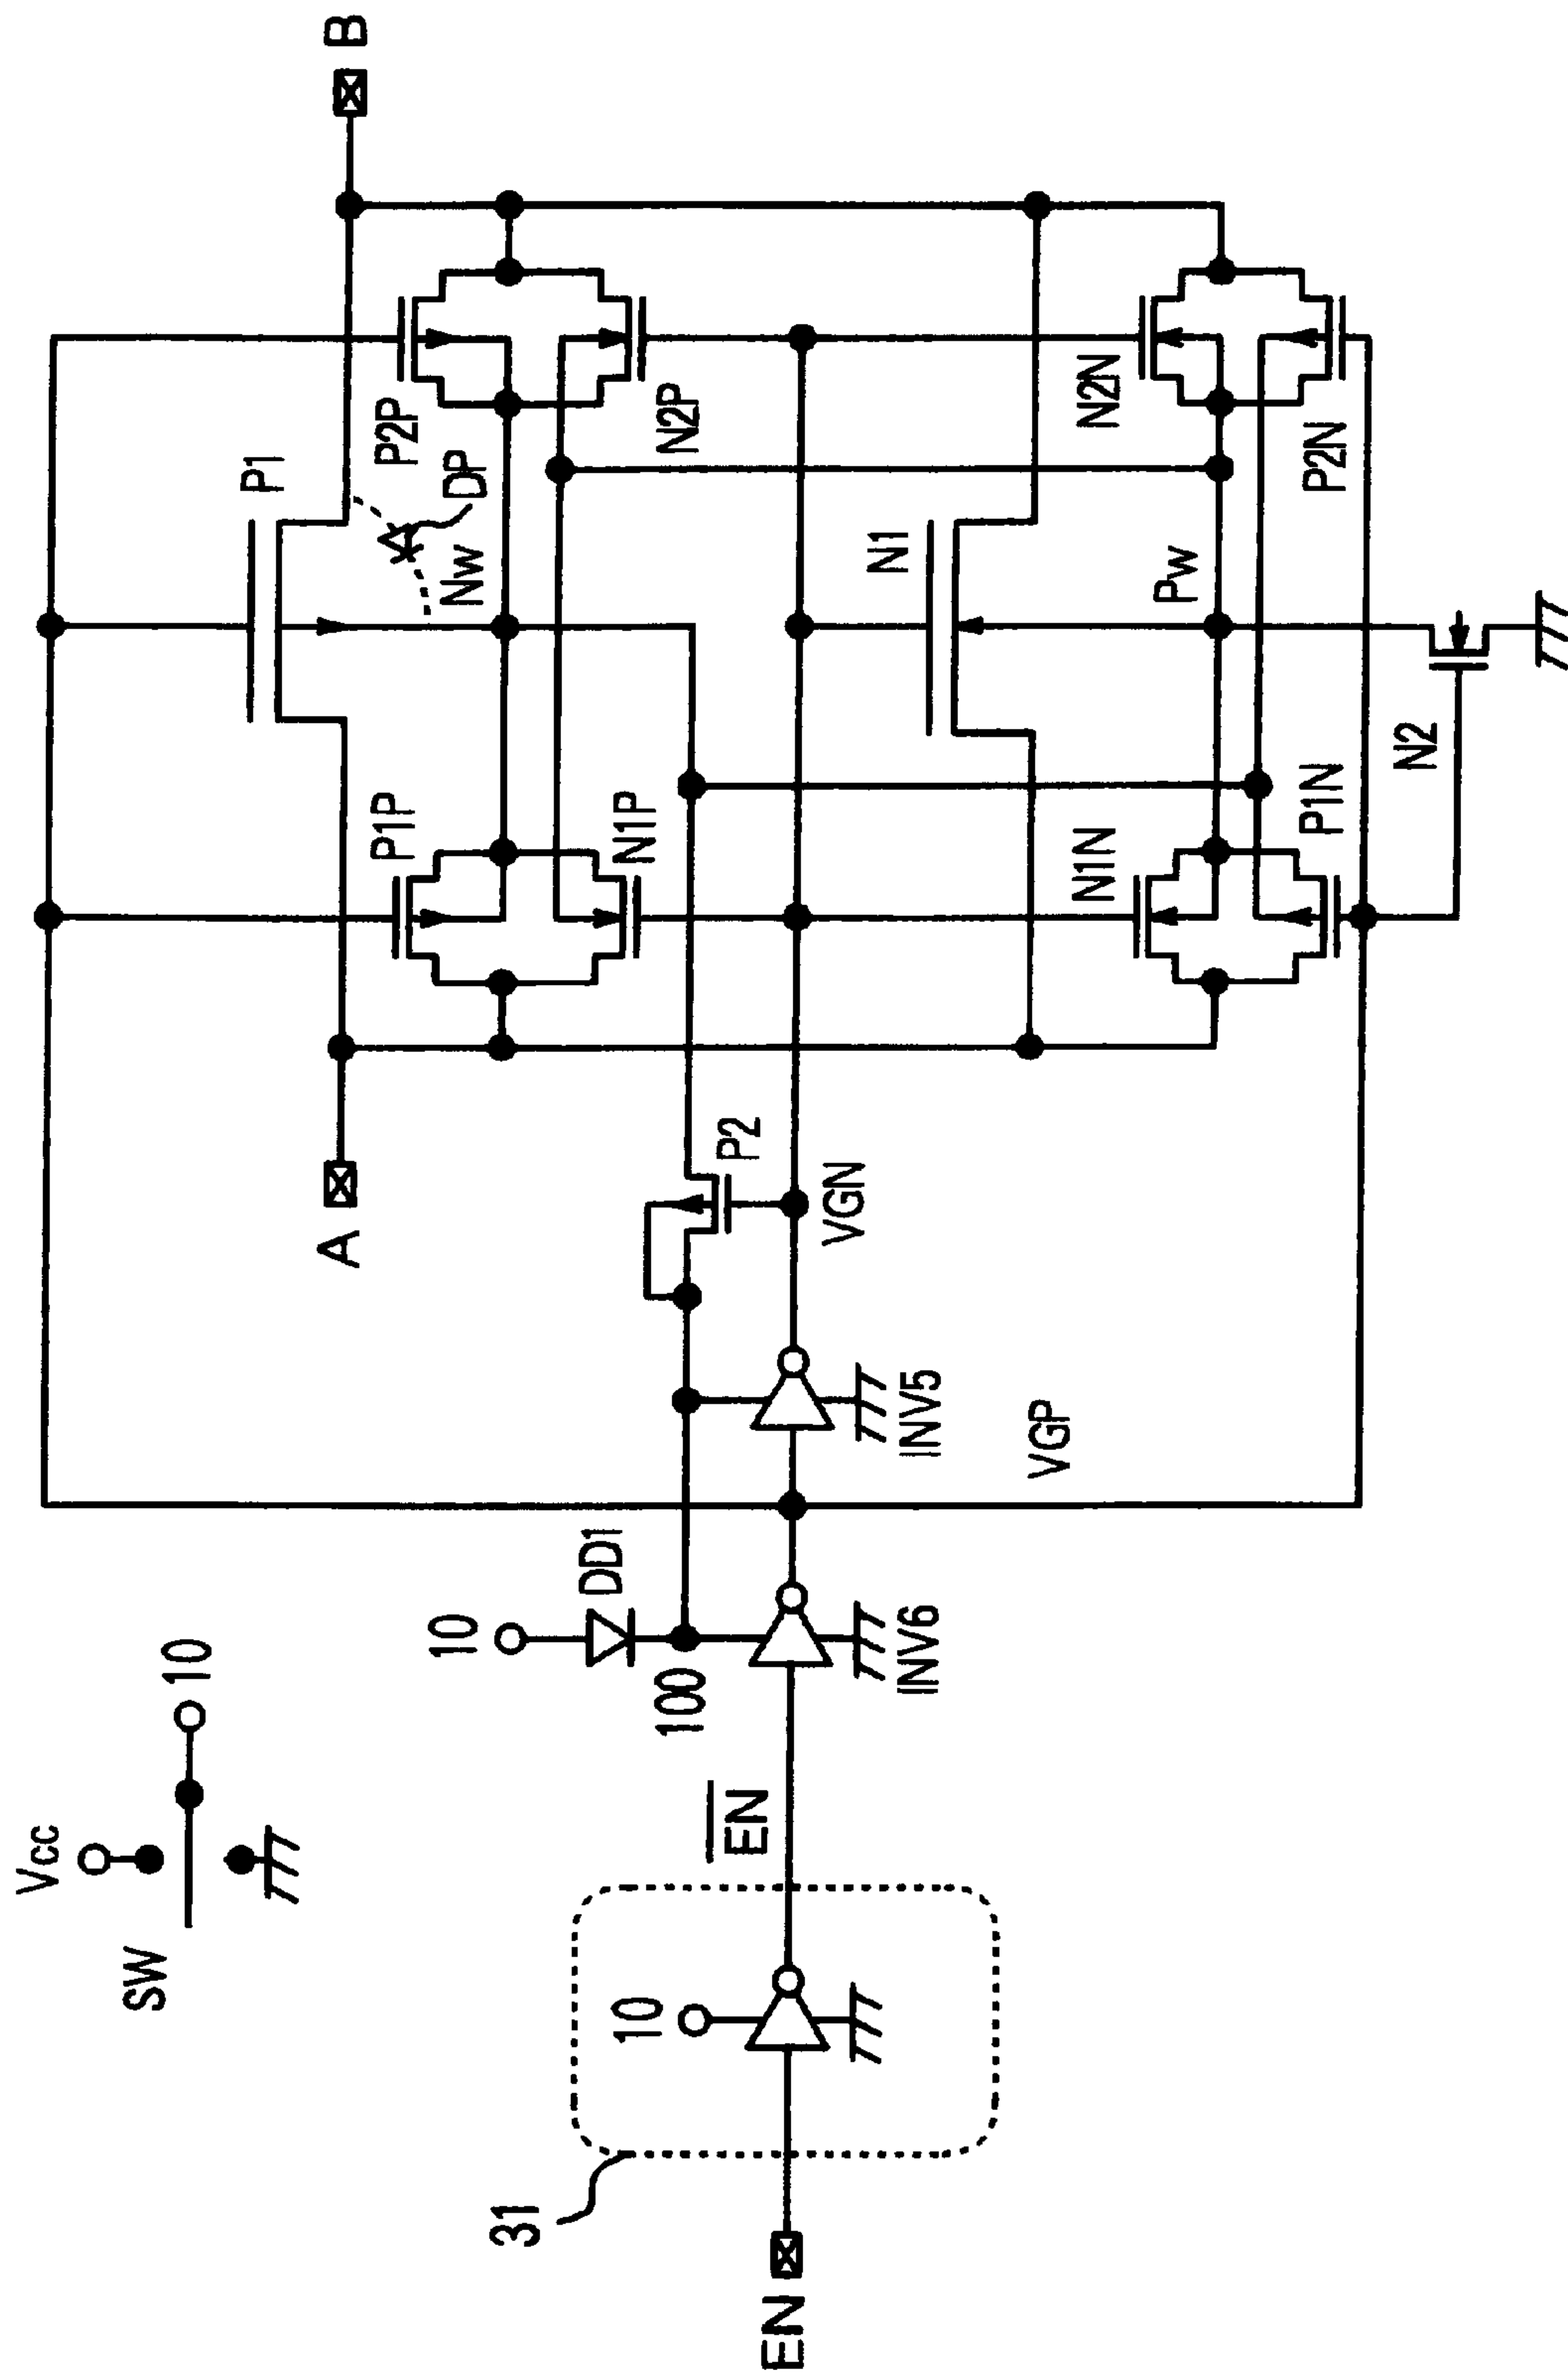 Vcc
SW
10
10
DD1
100
31
10
EN
EN
INV6
INV5
VGP
VGN
P2
A
B
P1
P1P
P2P
DP
Nw
N1P
N2P
N1
N1N
N2N
Pw
P1N
P2N
N2